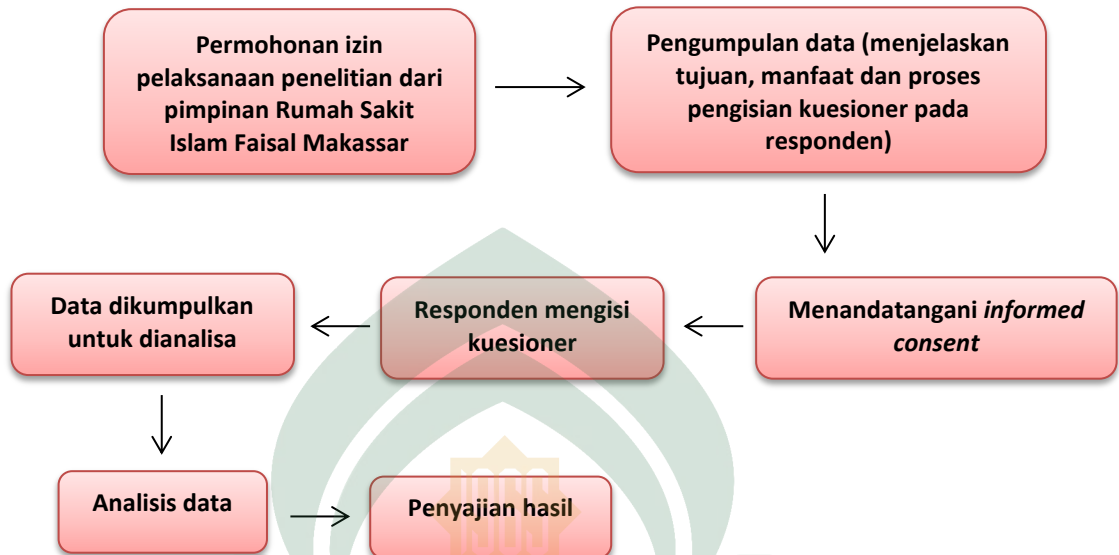 Permohonan izin
pelaksanaan penelitian dari
pimpinan Rumah Sakit
Islam Faisal Makassar
Pengumpulan data (menjelaskan
tujuan, manfaat dan proses
pengisian kuesioner pada
responden)
Menandatangani informed
consent
Responden mengisi
kuesioner
Data dikumpulkan
untuk dianalisa
Analisis data
Penyajian hasil